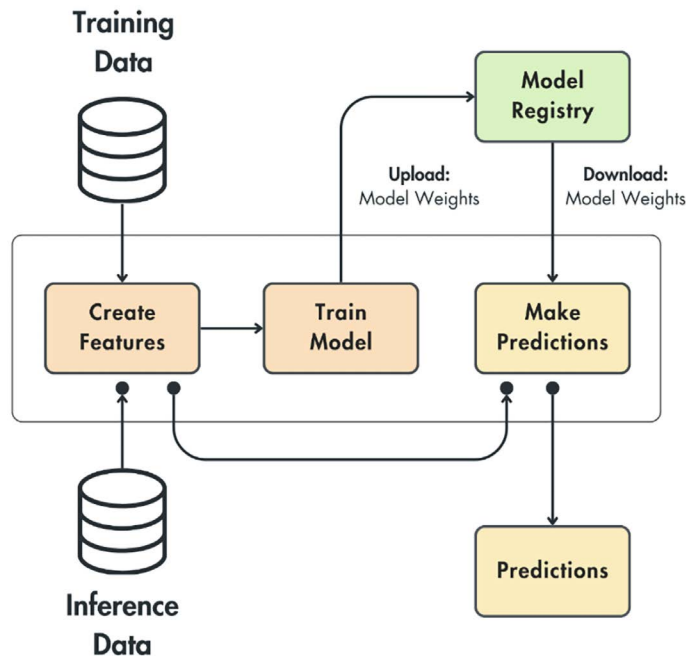 Training
Data
Model
Registry
Upload:
Model Weights
Download:
Model Weights
Create
Features
Train
Model
Make
Predictions
Predictions
Inference
Data